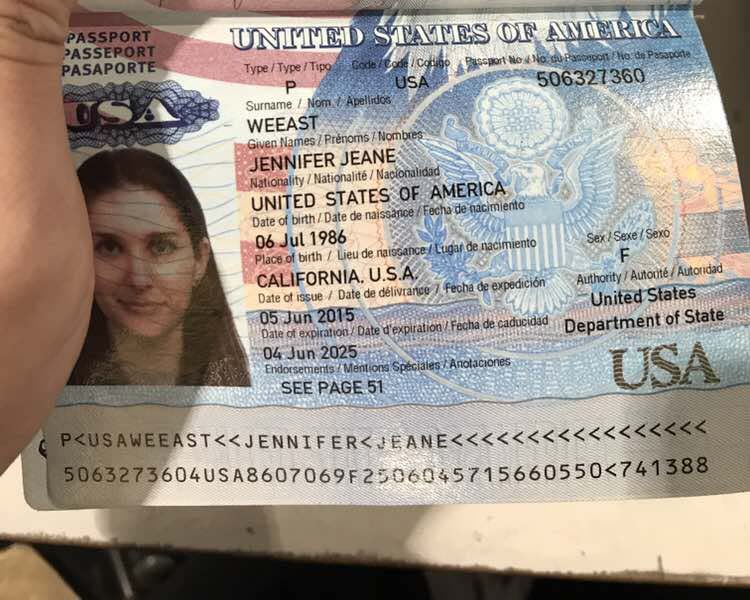 PASSPORT
PASSEPORT
PASAPORTE
USA
UNITED STATES OF AMERICA
Type / Type / Tipo Code / Code / Codigo Passport No / No. du Passeport / No. de Pasaporte
P USA 506327360
Surname / Nom / Apellidos
WEEAST
Given Names / Prénoms / Nombres
JENNIFER JEANE
Nationality / Nationalité / Nacionalidad
UNITED STATES OF AMERICA
Date of birth / Date de naissance / Fecha de nacimiento
06 Jul 1986
Place of birth / Lieu de naissance / Lugar de nacimiento Sex / Sexe / Sexo
CALIFORNIA, U.S.A. F
Date of issue / Date de délivrance / Fecha de expedición Authority / Autorité / Autoridad
05 Jun 2015 United States
Date of expiration / Date d'expiration / Fecha de caducidad Department of State
04 Jun 2025
Endorsements / Mentions Spéciales / Anotaciones
SEE PAGE 51
USA
P<USAWEEAST<<JENNIFER<JEANE<<<<<<<<<<<<<<<<<
5063273604USA8607069F2506045715660550<741388